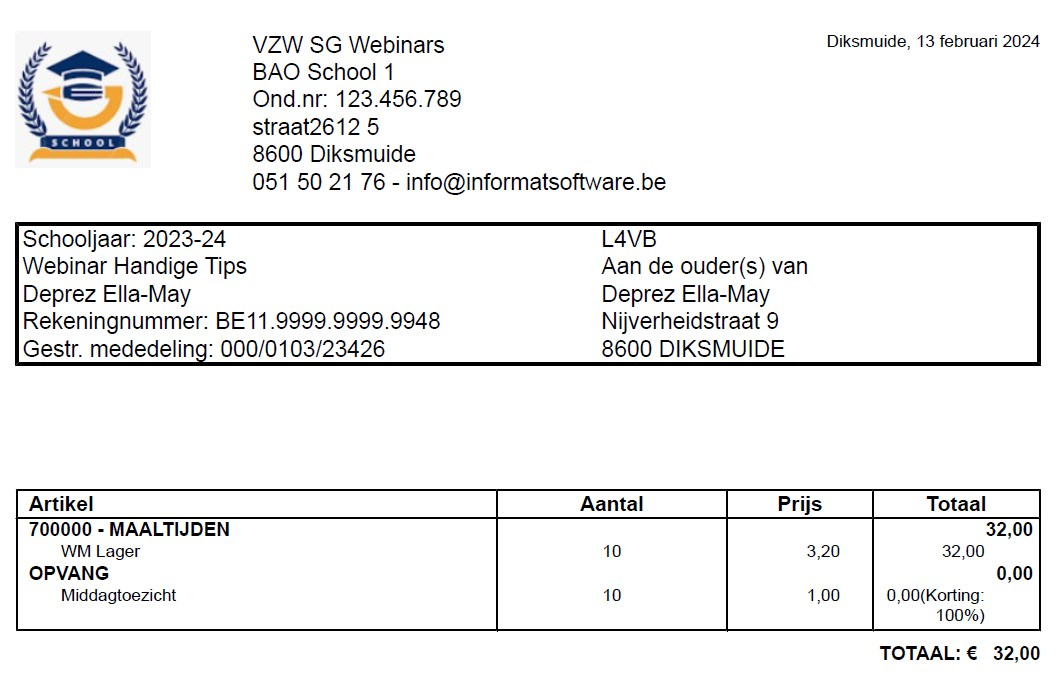 SCHOOL
VZW SG Webinars
BAO School 1
Ond.nr: 123.456.789
straat2612 5
8600 Diksmuide
051 50 21 76 - info@informatsoftware.be
Diksmuide, 13 februari 2024
Schooljaar: 2023-24
Webinar Handige Tips
Deprez Ella-May
Rekeningnummer: BE11.9999.9999.9948
Gestr. mededeling: 000/0103/23426
L4VB
Aan de ouder(s) van
Deprez Ella-May
Nijverheidstraat 9
8600 DIKSMUIDE
Artikel Aantal Prijs Totaal
700000 - MAALTIJDEN 32,00
WM Lager 10 3,20 32,00
OPVANG 0,00
Middagtoezicht 10 1,00 0,00(Korting:
100%)
TOTAAL: € 32,00